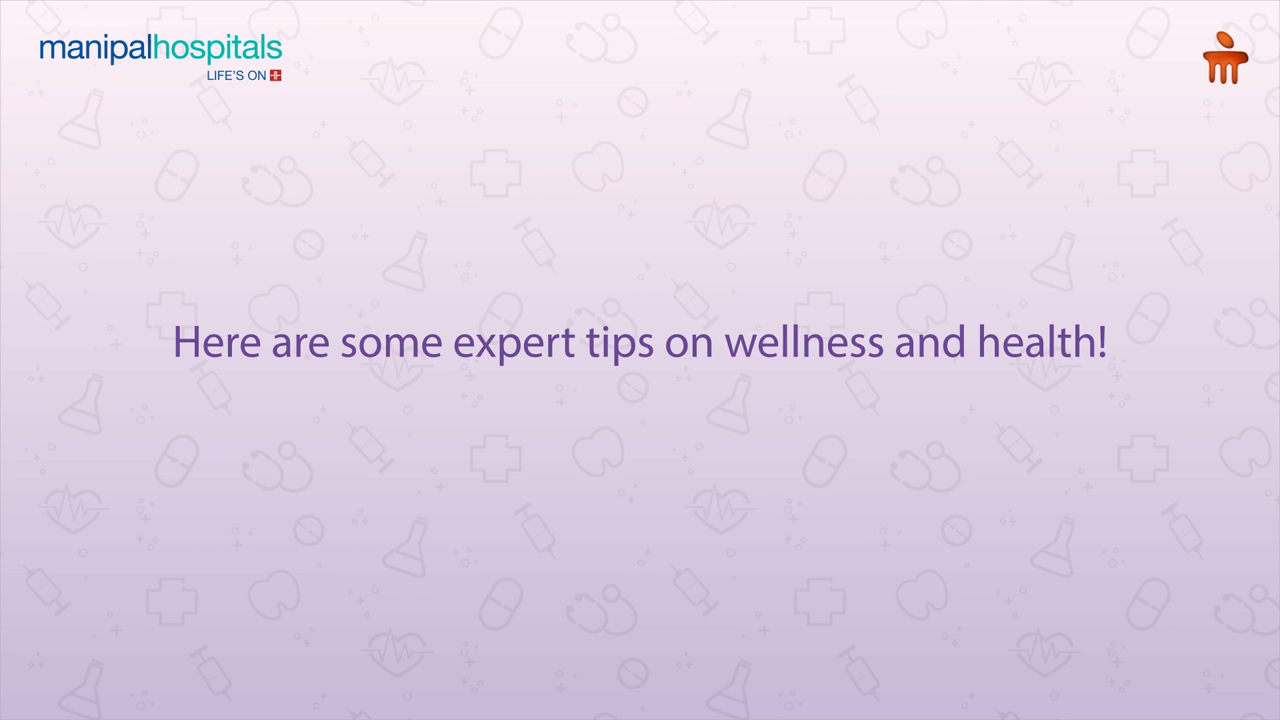 manipalhospitals
LIFE'S ON
Here are some expert tips on wellness and health!